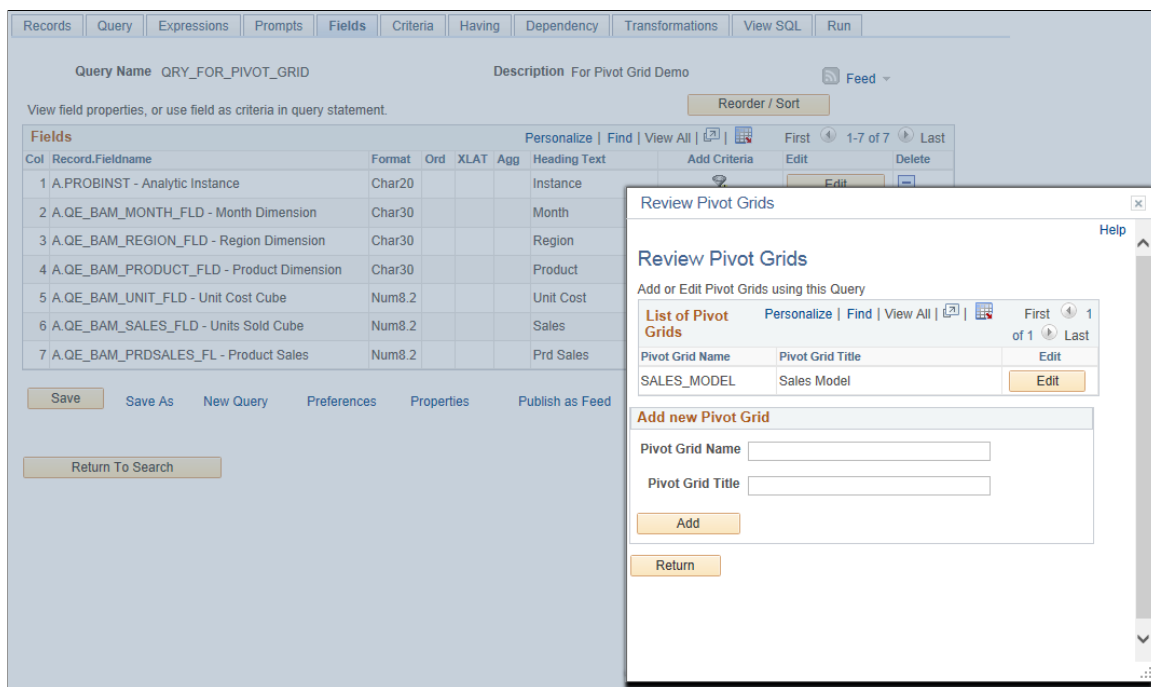 Records Query Expressions Prompts Fields Criteria Having Dependency Transformations View SQL Run
Query Name QRY_FOR_PIVOT_GRID Description For Pivot Grid Demo Feed
View field properties, or use field as criteria in query statement. Reorder / Sort
Fields Personalize | Find | View All | | First 1-7 of 7 Last
Col Record.Fieldname Format Ord XLAT Agg Heading Text Add Criteria Edit Delete
1 A.PROBINST - Analytic Instance Char20 Instance Edit
2 A.QE_BAM_MONTH_FLD - Month Dimension Char30 Month
3 A.QE_BAM_REGION_FLD - Region Dimension Char30 Region
4 A.QE_BAM_PRODUCT_FLD - Product Dimension Char30 Product
5 A.QE_BAM_UNIT_FLD - Unit Cost Cube Num8.2 Unit Cost
6 A.QE_BAM_SALES_FLD - Units Sold Cube Num8.2 Sales
7 A.QE_BAM_PRDSALES_FL - Product Sales Num8.2 Prd Sales
Save Save As New Query Preferences Properties Publish as Feed
Return To Search
Review Pivot Grids
Help
Review Pivot Grids
Add or Edit Pivot Grids using this Query
List of Pivot Grids Personalize | Find | View All | | First 1 of 1 Last
Pivot Grid Name Pivot Grid Title Edit
SALES_MODEL Sales Model Edit
Add new Pivot Grid
Pivot Grid Name
Pivot Grid Title
Add
Return